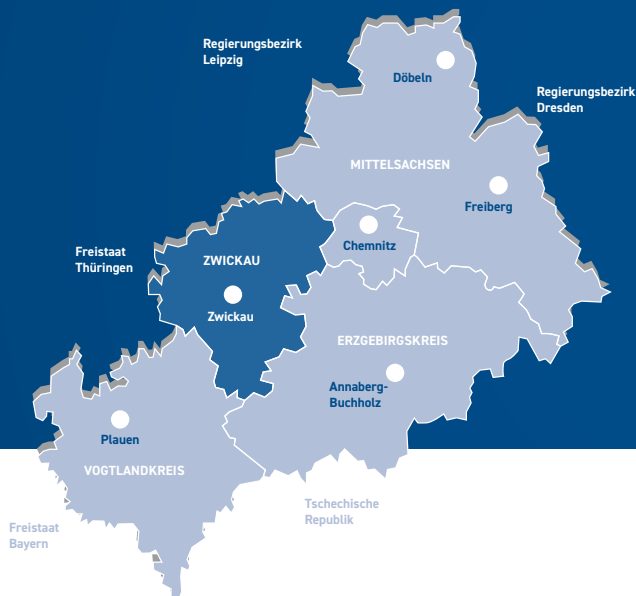 Regierungsbezirk
Leipzig
Döbeln
Regierungsbezirk
Dresden
MITTELSACHSEN
Freiberg
Chemnitz
Freistaat
Thüringen
ZWICKAU
Zwickau
ERZGEBIRGSKREIS
Annaberg-
Buchholz
Plauen
VOGTLANDKREIS
Tschechische
Republik
Freistaat
Bayern